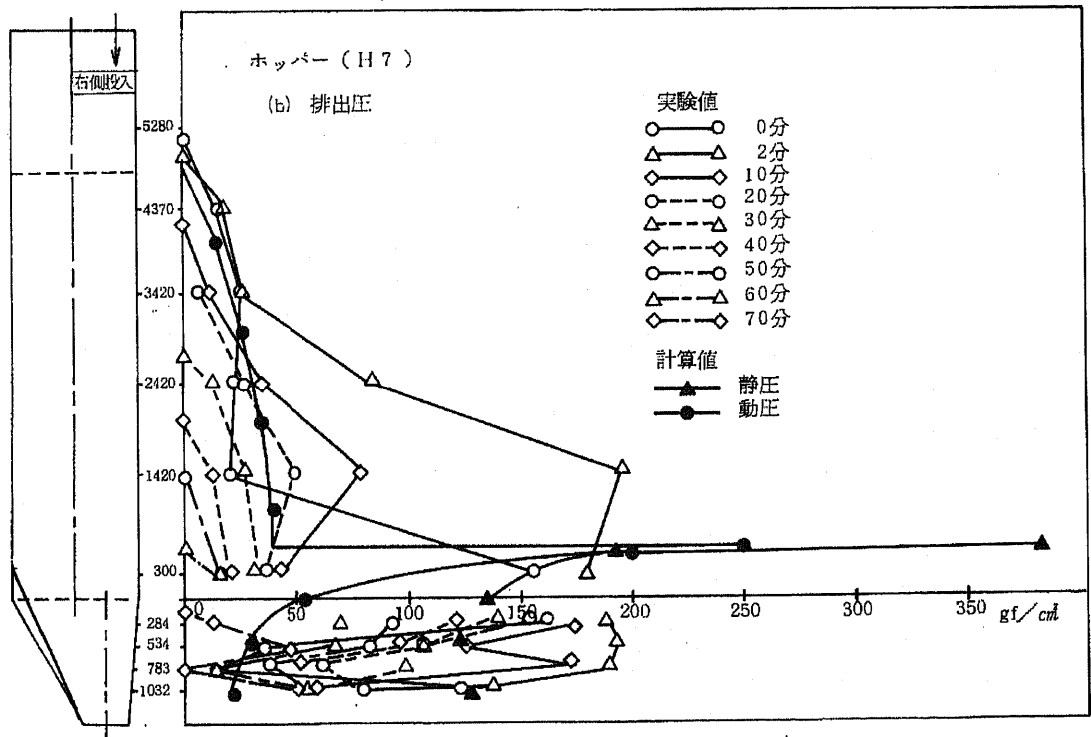 右側投入
ホッパー(H7)
(b) 排出圧
実験値
0分
2分
10分
20分
30分
40分
50分
60分
70分
計算値
静圧
動圧
5280
4370
3420
2420
1420
300
284
534
783
1032
0
50
100
150
200
250
300
350
gf/cm²